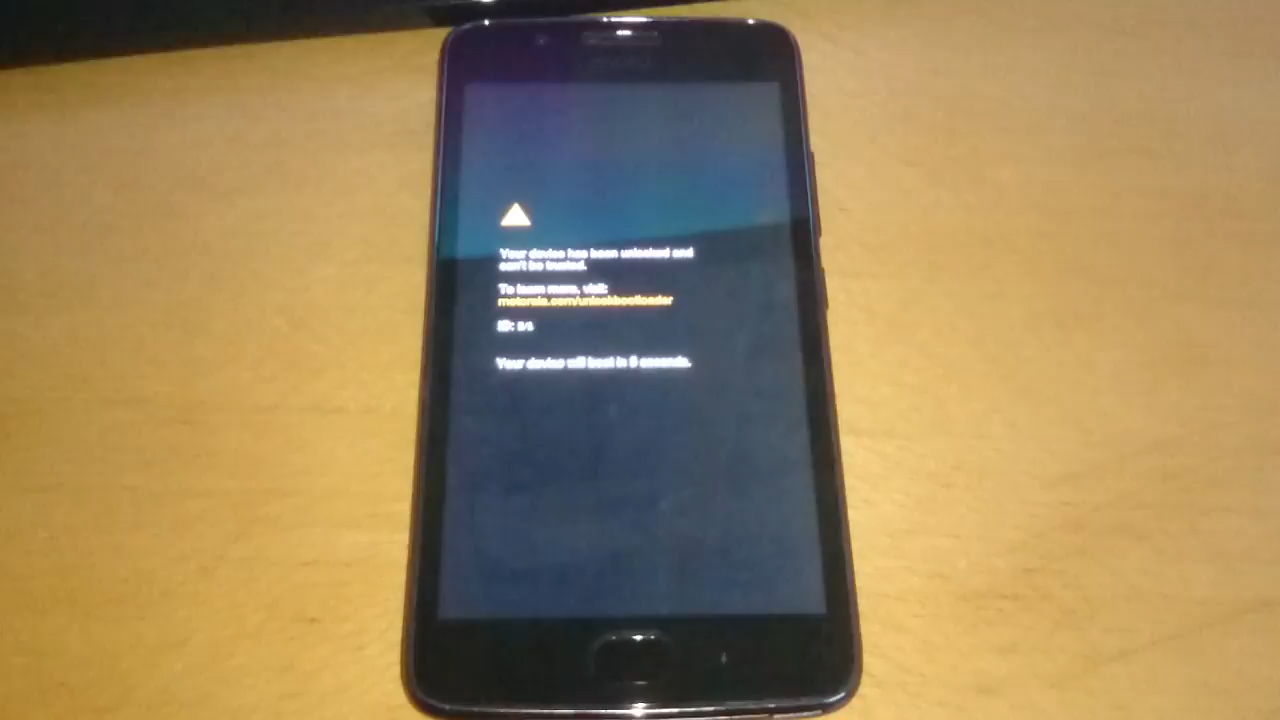 Your device has been unlocked and
can't be trusted.
To learn more, visit:
motorola.com/unlockbootloader
ID:
Your device will boot in 5 seconds.